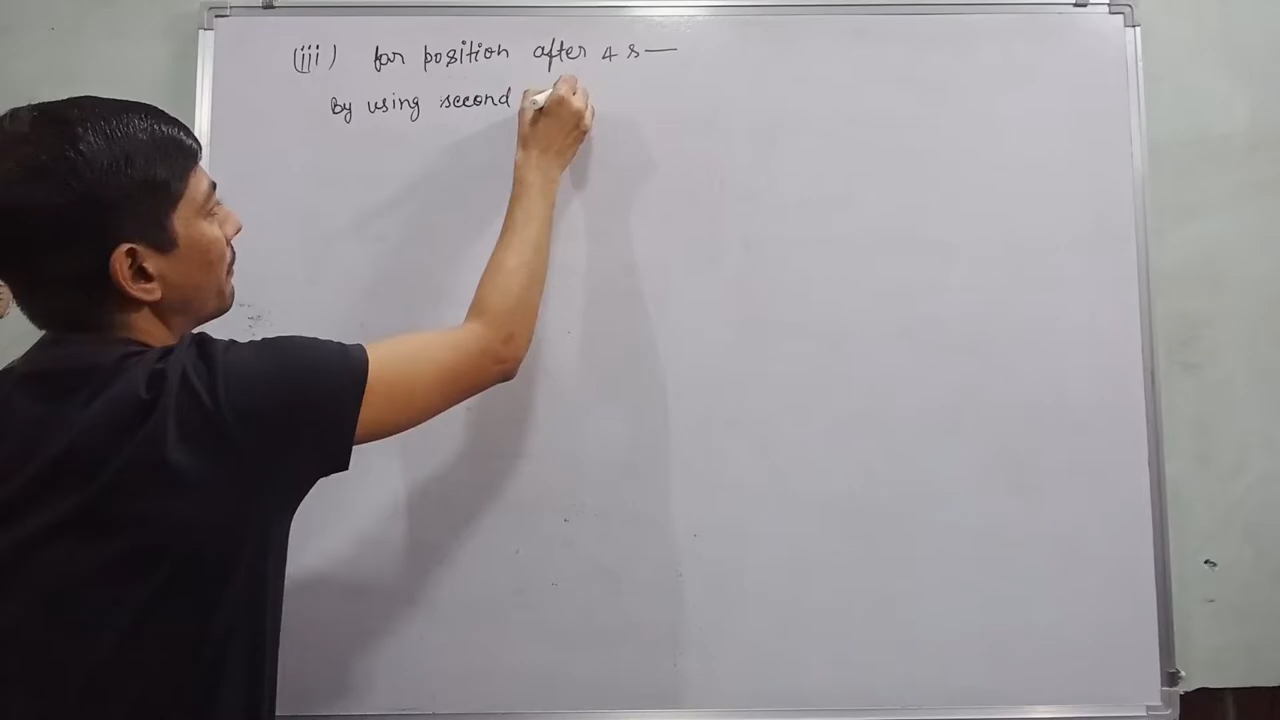 (iii) for position after 4 s —
By using second